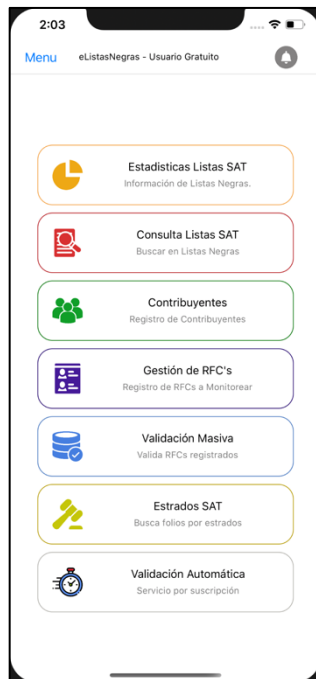 2:03
Menu eListasNegras - Usuario Gratuito
Estadisticas Listas SAT
Información de Listas Negras.
Consulta Listas SAT
Buscar en Listas Negras
Contribuyentes
Registro de Contribuyentes
Gestión de RFC's
Registro de RFCs a Monitorear
Validación Masiva
Valida RFCs registrados
Estrados SAT
Busca folios por estrados
Validación Automática
Servicio por suscripción